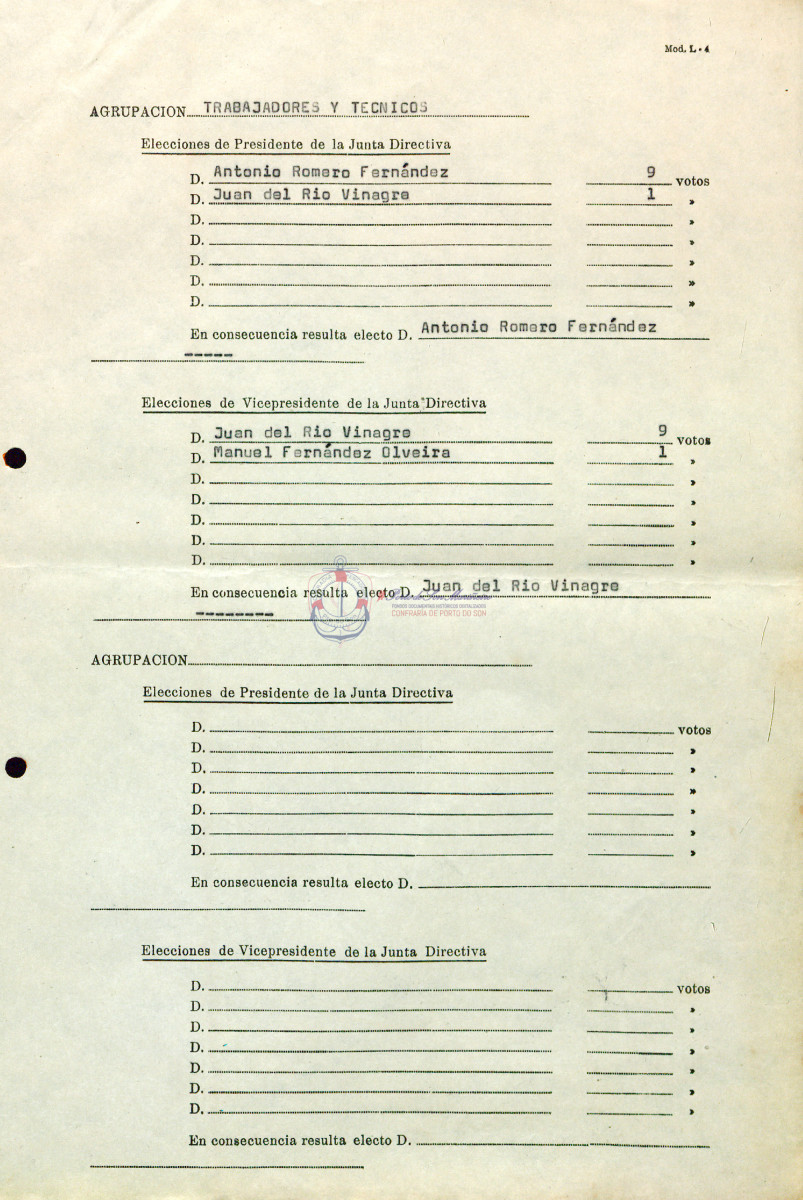 Mod. L - 4
AGRUPACION TRABAJADORES Y TECNICOS
Elecciones de Presidente de la Junta Directiva
D. Antonio Romero Fernández 9 votos
D. Juan del Rio Vinagre 1 »
D. »
D. »
D. »
D. »
D. »
En consecuencia resulta electo D. Antonio Romero Fernández
-----
Elecciones de Vicepresidente de la Junta Directiva
D. Juan del Rio Vinagre 9 votos
D. Manuel Fernández Olveira 1 »
D. »
D. »
D. »
D. »
D. »
En consecuencia resulta electo D. Juan del Rio Vinagre
--------
CONFRARÍA DE PORTO DO SON
AGRUPACION
Elecciones de Presidente de la Junta Directiva
D. votos
D. »
D. »
D. »
D. »
D. »
D. »
En consecuencia resulta electo D.
Elecciones de Vicepresidente de la Junta Directiva
D. votos
D. »
D. »
D. »
D. »
D. »
D. »
En consecuencia resulta electo D.